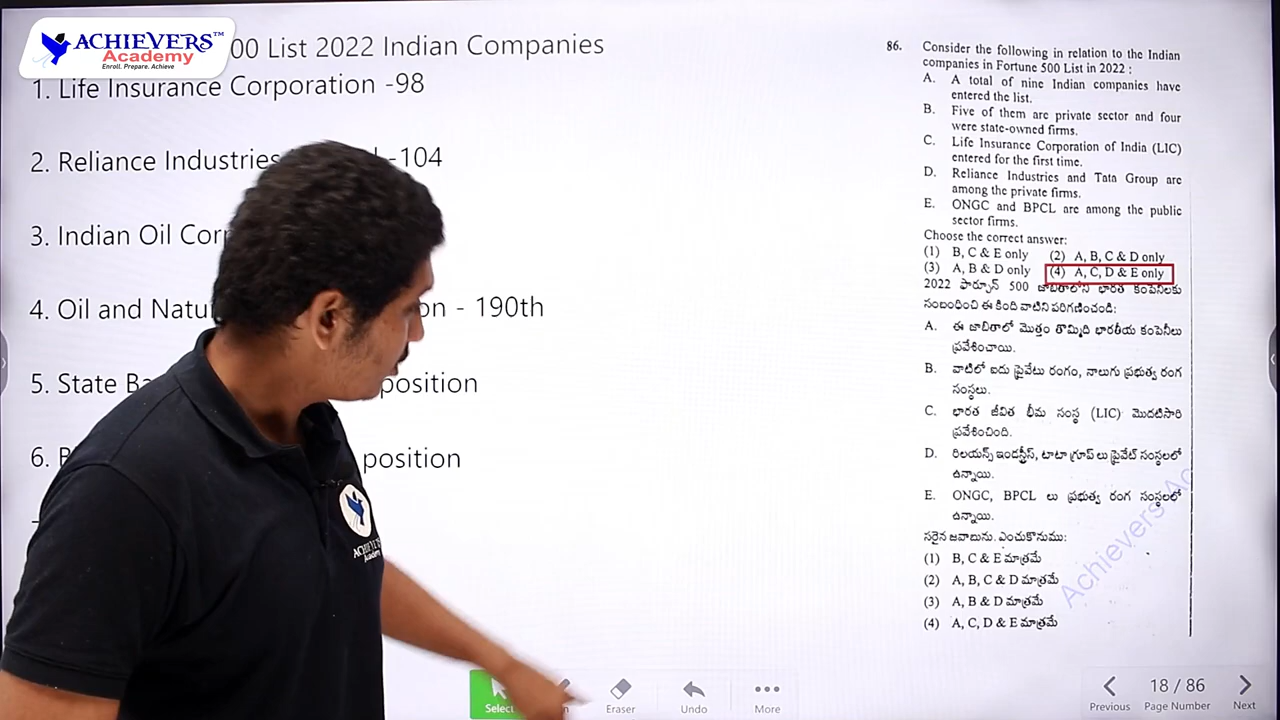 ACHIEVERS™
Academy
Enroll. Prepare. Achieve
00 List 2022 Indian Companies
1. Life Insurance Corporation -98
2. Reliance Industries -104
3. Indian Oil
4. Oil and - 190th
5. State position
6. position
ACHIEVERS
Academy
86. Consider the following in relation to the Indian
companies in Fortune 500 List in 2022 :
A. A total of nine Indian companies have
entered the list.
B. Five of them are private sector and four
were state-owned firms.
C. Life Insurance Corporation of India (LIC)
entered for the first time.
D. Reliance Industries and Tata Group are
among the private firms.
E. ONGC and BPCL are among the public
sector firms.
Choose the correct answer:
(1) B, C & E only (2) A, B, C & D only
(3) A, B & D only (4) A, C, D & E only
2022 ఫార్చూన్ 500 జాబితాలోని భారత కంపెనీలకు
సంబంధించి ఈ కింది వాటిని పరిగణించండి:
A. ఈ జాబితాలో మొత్తం తొమ్మిది భారతీయ కంపెనీలు
ప్రవేశించాయి.
B. వాటిలో ఐదు ప్రైవేటు రంగం, నాలుగు ప్రభుత్వ రంగ
సంస్థలు.
C. భారత జీవిత భీమ సంస్థ (LIC) మొదటిసారి
ప్రవేశించింది.
D. రిలయన్స్ ఇండస్ట్రీస్, టాటా గ్రూప్ లు ప్రైవేట్ సంస్థలలో
ఉన్నాయి.
E. ONGC, BPCL లు ప్రభుత్వ రంగ సంస్థలలో
ఉన్నాయి.
సరైన జవాబును ఎంచుకొనుము:
(1) B, C & E మాత్రమే
(2) A, B, C & D మాత్రమే
(3) A, B & D మాత్రమే
(4) A, C, D & E మాత్రమే
Achievers
Select Eraser Undo More
Previous 18 / 86 Page Number Next